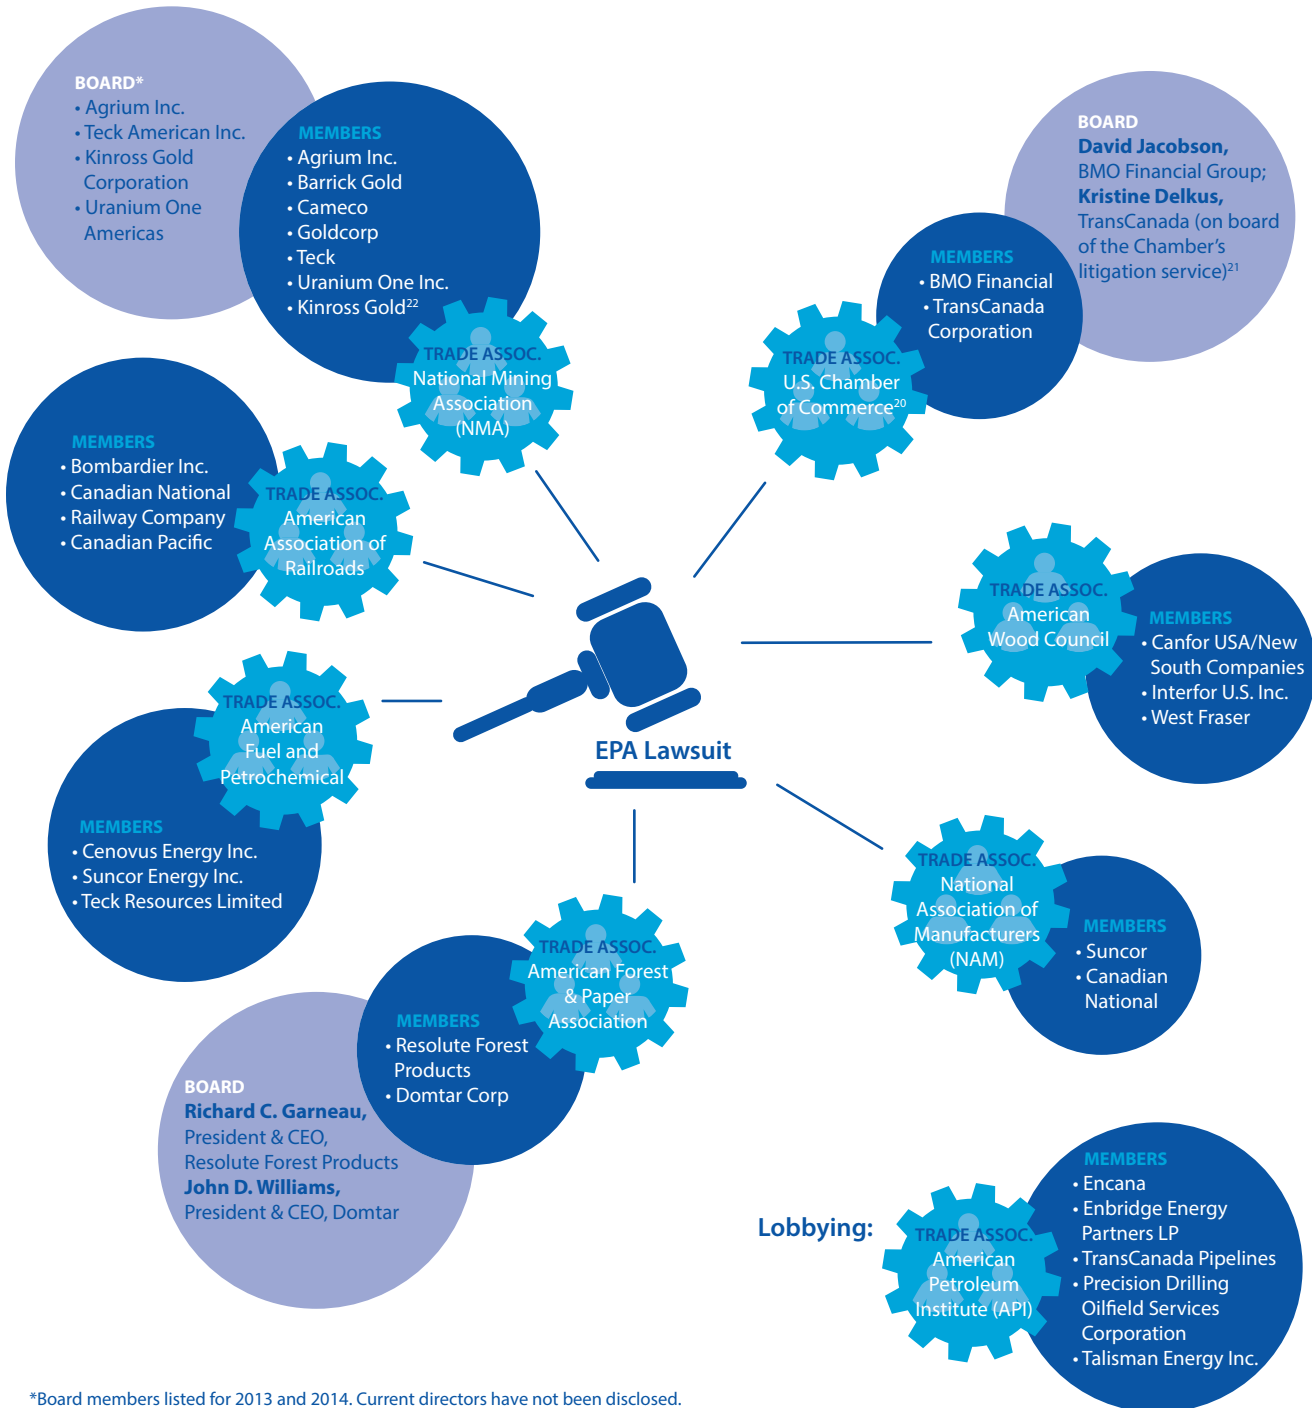 BOARD*
• Agrium Inc.
• Teck American Inc.
• Kinross Gold
Corporation
• Uranium One
Americas
MEMBERS
• Agrium Inc.
• Barrick Gold
• Cameco
• Goldcorp
• Teck
• Uranium One Inc.
• Kinross Gold22
TRADE ASSOC.
National Mining
Association
(NMA)
BOARD
David Jacobson,
BMO Financial Group;
Kristine Delkus,
TransCanada (on board
of the Chamber's
litigation service)21
MEMBERS
• BMO Financial
• TransCanada
Corporation
TRADE ASSOC.
U.S. Chamber
of Commerce20
MEMBERS
• Bombardier Inc.
• Canadian National
• Railway Company
• Canadian Pacific
TRADE ASSOC.
American
Association of
Railroads
TRADE ASSOC.
American
Wood Council
MEMBERS
• Canfor USA/New
South Companies
• Interfor U.S. Inc.
• West Fraser
TRADE ASSOC.
American
Fuel and
Petrochemical
MEMBERS
• Cenovus Energy Inc.
• Suncor Energy Inc.
• Teck Resources Limited
EPA Lawsuit
TRADE ASSOC.
National
Association of
Manufacturers
(NAM)
MEMBERS
• Suncor
• Canadian
National
TRADE ASSOC.
American Forest
& Paper
Association
MEMBERS
• Resolute Forest
Products
• Domtar Corp
BOARD
Richard C. Garneau,
President & CEO,
Resolute Forest Products
John D. Williams,
President & CEO, Domtar
Lobbying:
TRADE ASSOC.
American
Petroleum
Institute (API)
MEMBERS
• Encana
• Enbridge Energy
Partners LP
• TransCanada Pipelines
• Precision Drilling
Oilfield Services
Corporation
• Talisman Energy Inc.
*Board members listed for 2013 and 2014. Current directors have not been disclosed.